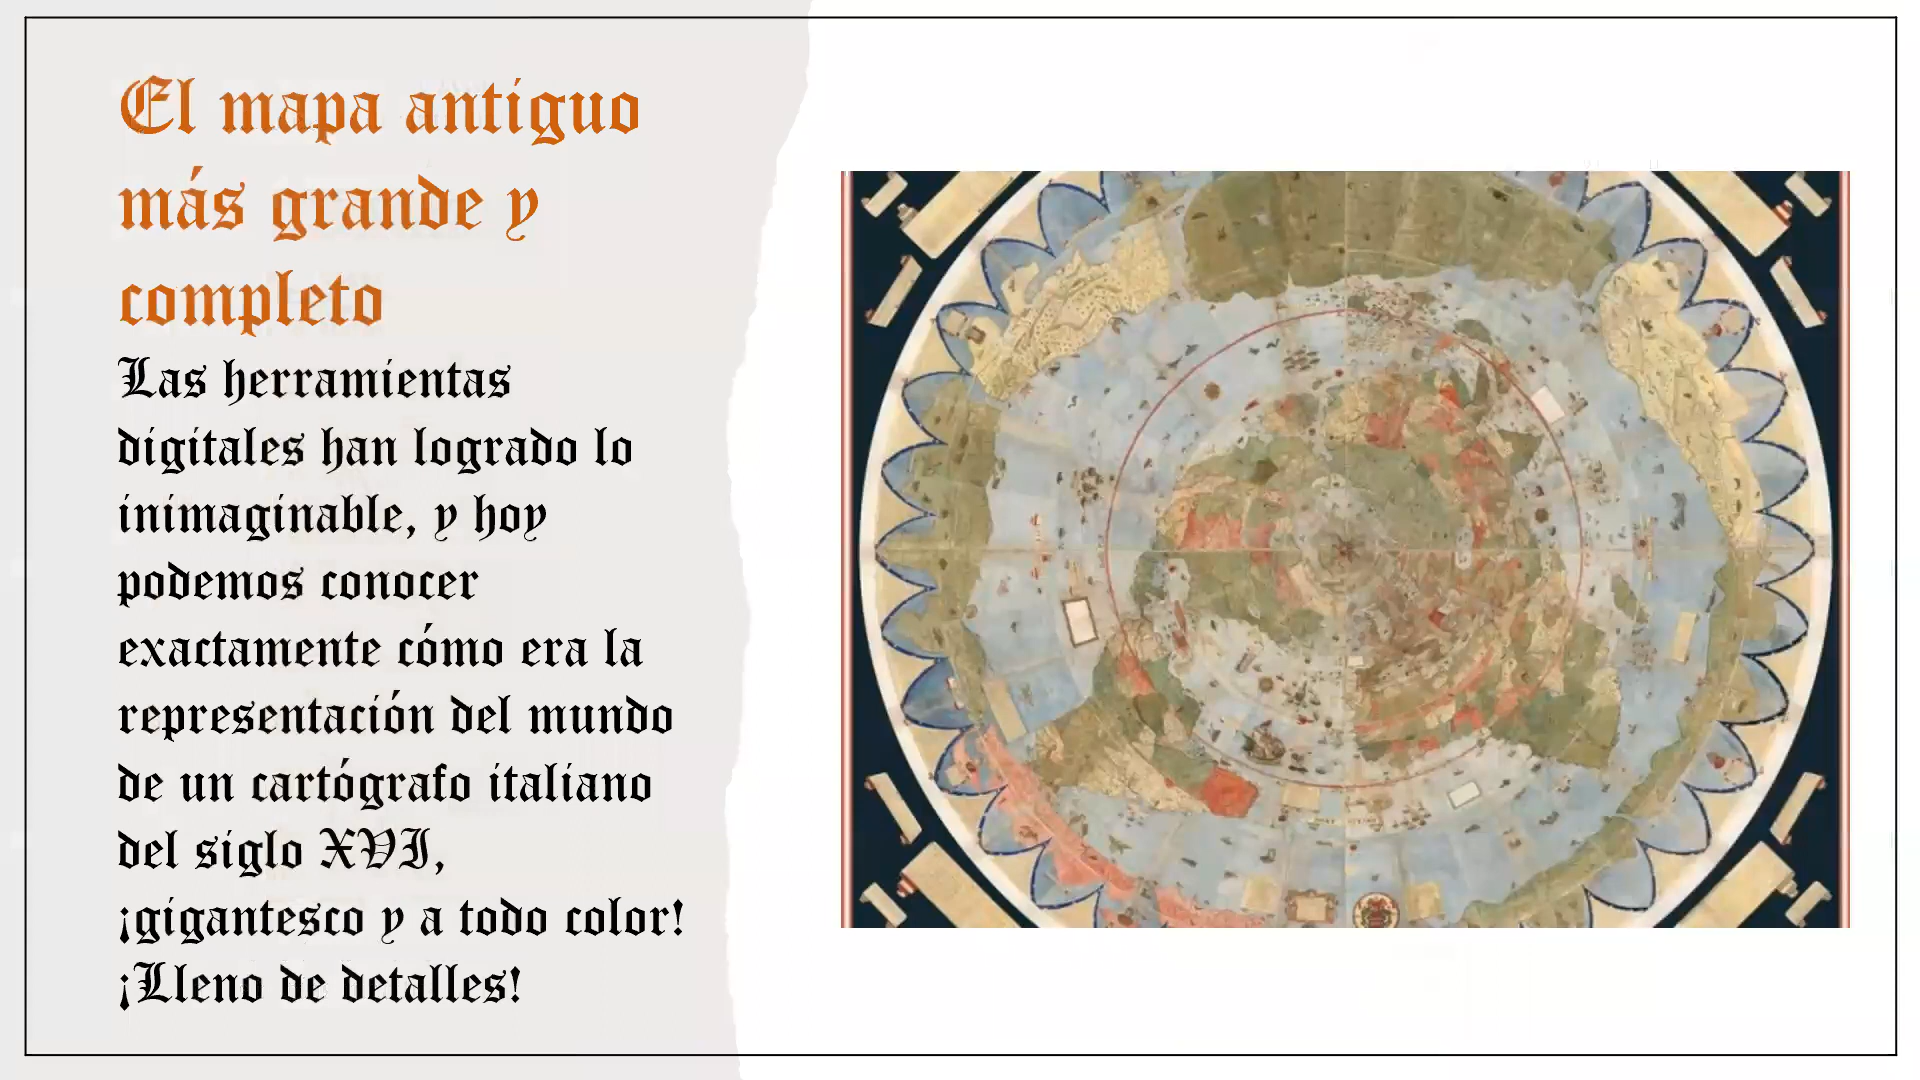 El mapa antiguo
más grande y
completo
Las herramientas
digitales han logrado lo
inimaginable, y hoy
podemos conocer
exactamente cómo era la
representación del mundo
de un cartógrafo italiano
del siglo XVI,
¡gigantesco y a todo color!
¡Lleno de detalles!